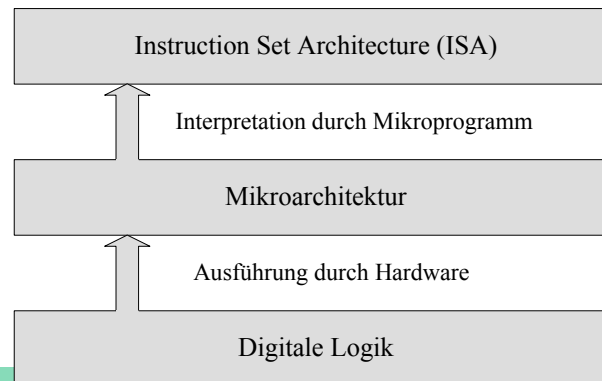 Instruction Set Architecture (ISA)
Interpretation durch Mikroprogramm
Mikroarchitektur
Ausführung durch Hardware
Digitale Logik